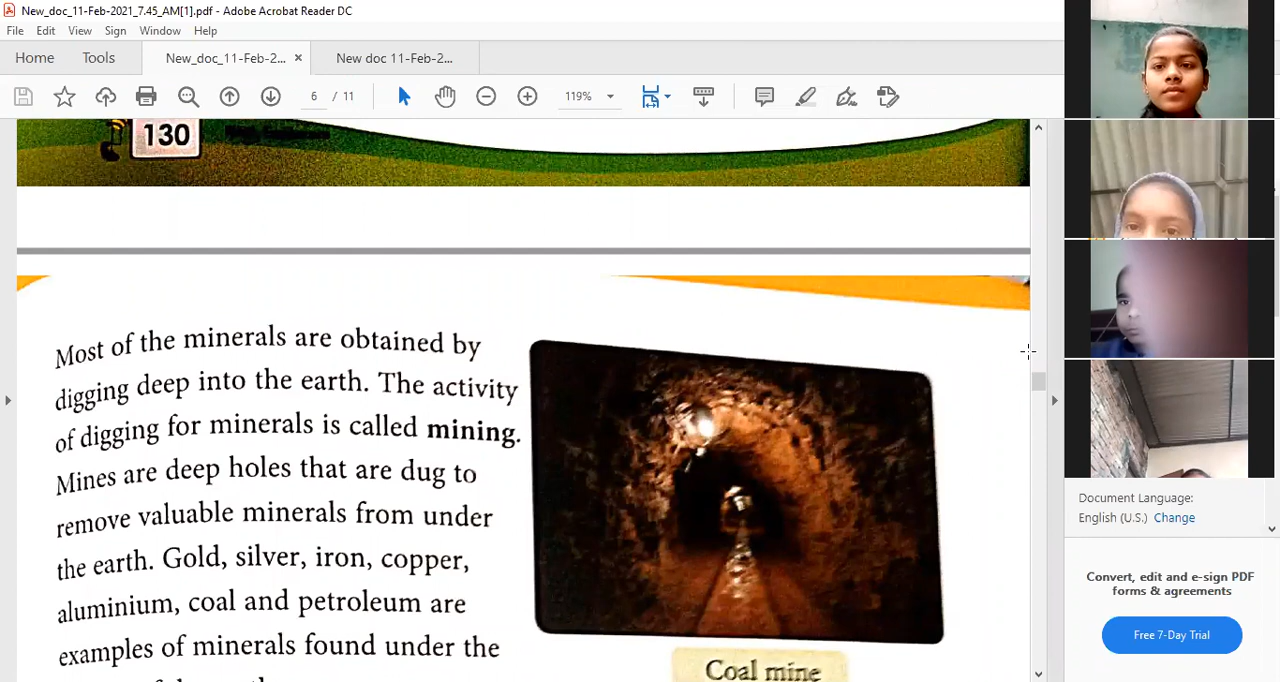 New_doc_11-Feb-2021_7.45_AM[1].pdf - Adobe Acrobat Reader DC
File Edit View Sign Window Help
Home Tools New_doc_11-Feb-2... × New doc 11-Feb-2...
6 / 11 119%
130
Most of the minerals are obtained by
digging deep into the earth. The activity
of digging for minerals is called mining.
Mines are deep holes that are dug to
remove valuable minerals from under
the earth. Gold, silver, iron, copper,
aluminium, coal and petroleum are
examples of minerals found under the
Coal mine
Document Language:
English (U.S.) Change
Convert, edit and e-sign PDF
forms & agreements
Free 7-Day Trial